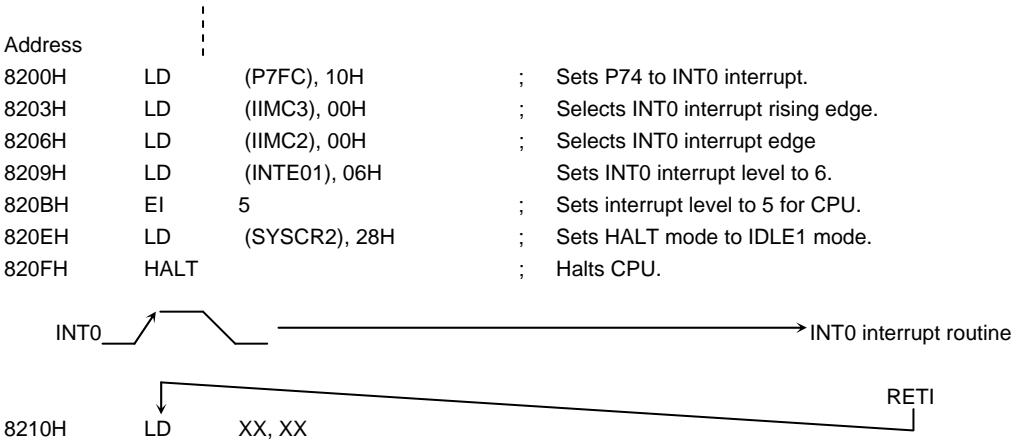 Address
8200H LD (P7FC), 10H ; Sets P74 to INT0 interrupt.
8203H LD (IIMC3), 00H ; Selects INT0 interrupt rising edge.
8206H LD (IIMC2), 00H ; Selects INT0 interrupt edge
8209H LD (INTE01), 06H Sets INT0 interrupt level to 6.
820BH EI 5 ; Sets interrupt level to 5 for CPU.
820EH LD (SYSCR2), 28H ; Sets HALT mode to IDLE1 mode.
820FH HALT ; Halts CPU.
INT0 INT0 interrupt routine
RETI
8210H LD XX, XX